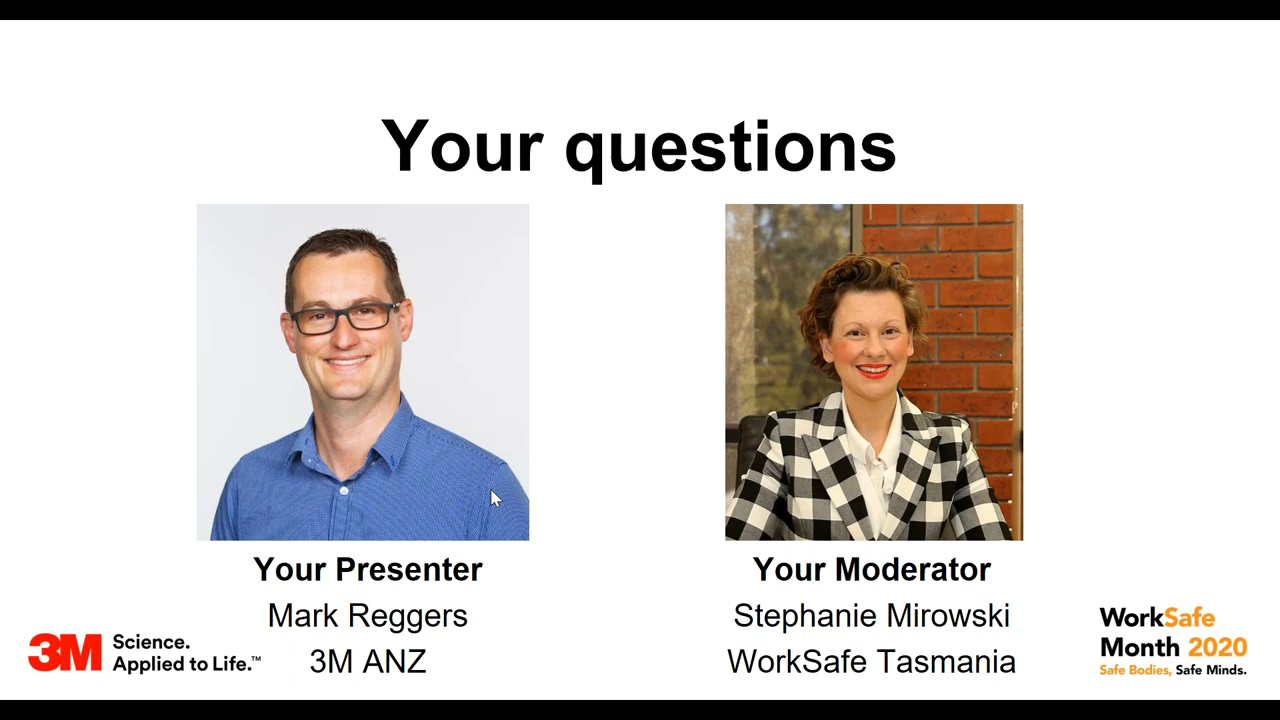 Your questions
Your Presenter
Mark Reggers
3M ANZ
Your Moderator
Stephanie Mirowski
WorkSafe Tasmania
3M
Science.
Applied to Life.™
WorkSafe
Month 2020
Safe Bodies, Safe Minds.